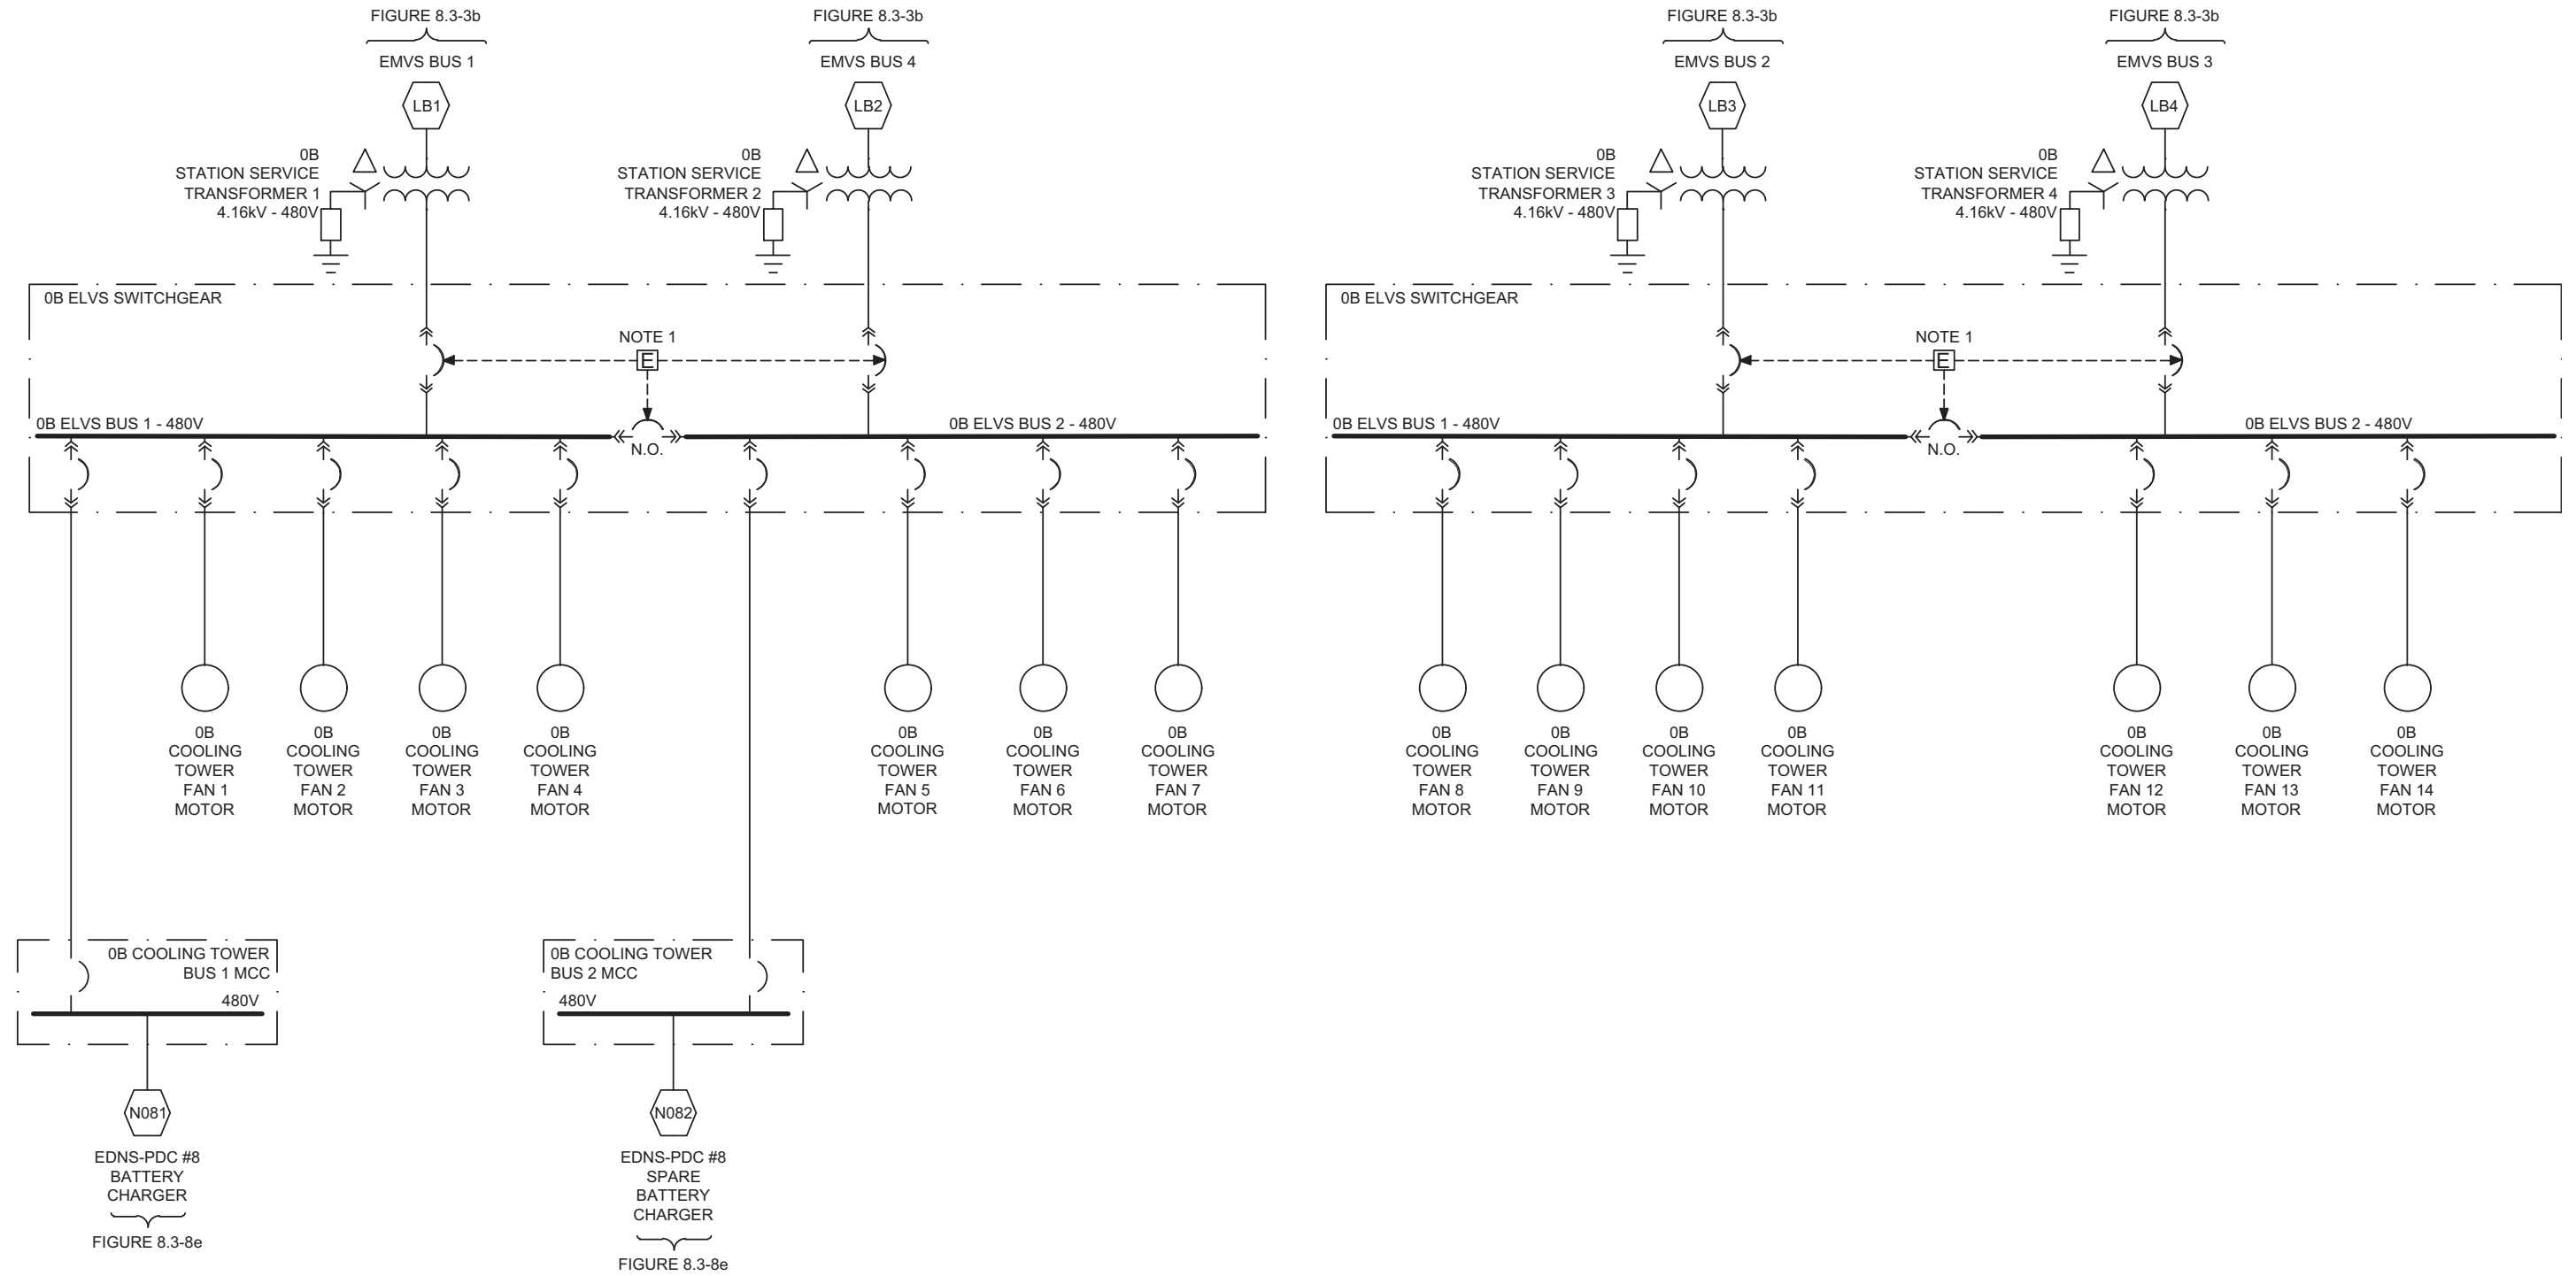 FIGURE 8.3-3b
FIGURE 8.3-3b
FIGURE 8.3-3b
FIGURE 8.3-3b
EMVS BUS 1
EMVS BUS 4
EMVS BUS 2
EMVS BUS 3
LB1
LB2
LB3
LB4
0B
STATION SERVICE
TRANSFORMER 1
4.16kV - 480V
0B
STATION SERVICE
TRANSFORMER 2
4.16kV - 480V
0B
STATION SERVICE
TRANSFORMER 3
4.16kV - 480V
0B
STATION SERVICE
TRANSFORMER 4
4.16kV - 480V
0B ELVS SWITCHGEAR
NOTE 1
E
0B ELVS BUS 1 - 480V
N.O.
0B ELVS BUS 2 - 480V
0B ELVS SWITCHGEAR
NOTE 1
E
0B ELVS BUS 1 - 480V
N.O.
0B ELVS BUS 2 - 480V
0B
COOLING
TOWER
FAN 1
MOTOR
0B
COOLING
TOWER
FAN 2
MOTOR
0B
COOLING
TOWER
FAN 3
MOTOR
0B
COOLING
TOWER
FAN 4
MOTOR
0B
COOLING
TOWER
FAN 5
MOTOR
0B
COOLING
TOWER
FAN 6
MOTOR
0B
COOLING
TOWER
FAN 7
MOTOR
0B
COOLING
TOWER
FAN 8
MOTOR
0B
COOLING
TOWER
FAN 9
MOTOR
0B
COOLING
TOWER
FAN 10
MOTOR
0B
COOLING
TOWER
FAN 11
MOTOR
0B
COOLING
TOWER
FAN 12
MOTOR
0B
COOLING
TOWER
FAN 13
MOTOR
0B
COOLING
TOWER
FAN 14
MOTOR
0B COOLING TOWER
BUS 1 MCC
480V
N081
EDNS-PDC #8
BATTERY
CHARGER
FIGURE 8.3-8e
0B COOLING TOWER
BUS 2 MCC
480V
N082
EDNS-PDC #8
SPARE
BATTERY
CHARGER
FIGURE 8.3-8e